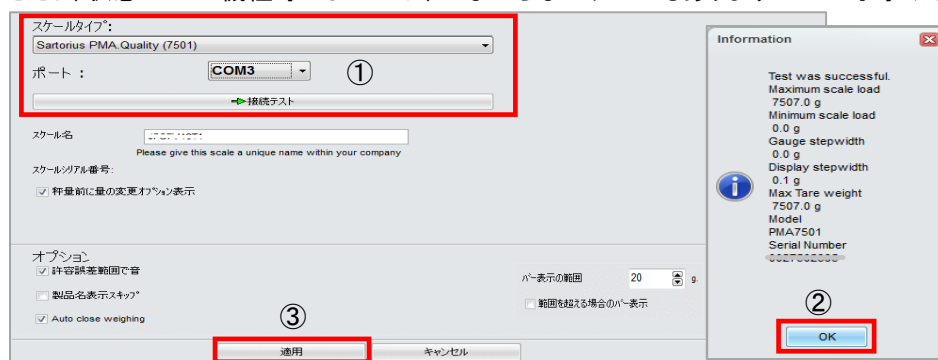 スケールタイプ:
Sartorius PMA.Quality (7501)
ポート :
COM3
①
接続テスト
スケール名
Please give this scale a unique name within your company
スケールシリアル番号:
秤量前に量の変更オプション表示
オプション
許容誤差範囲で音
製品名表示スキップ
Auto close weighing
バー表示の範囲 20 g.
範囲を超える場合のバー表示
③
適用
キャンセル
Information
Test was successful.
Maximum scale load
7507.0 g
Minimum scale load
0.0 g
Gauge stepwidth
0.0 g
Display stepwidth
0.1 g
Max Tare weight
7507.0 g
Model
PMA7501
Serial Number
②
OK